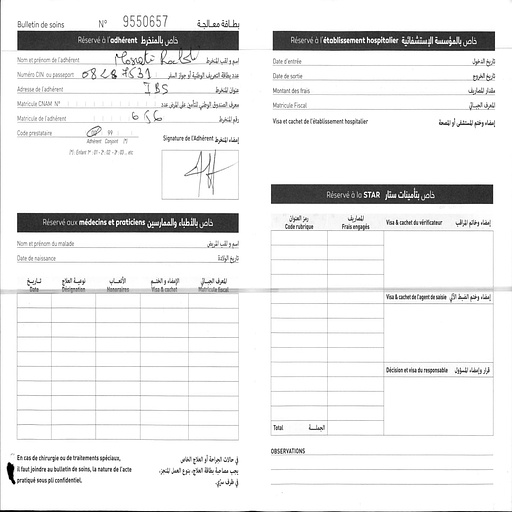 Bulletin de soins N° 9550657 بطاقة معالجة
Réservé à l'adhérent خاص بالمنخرط
Nom et prénom de l'adhérent اسم و لقب المنخرط
Numéro CIN ou passeport 08287531 عدد بطاقة التعريف الوطنية أو جواز السفر
Adresse de l'adhérent IBS عنوان المنخرط
Matricule CNAM N° معرف الصندوق الوطني للتأمين على المرض عدد
Matricule de l'adhérent 656 رقم المنخرط
Code prestataire 99
Adhérent Conjoint (*)
(*) Enfant 1er : 01 - 2è : 02 - 3è : 03 .. etc
Signature de l'Adhérent إمضاء المنخرط
Réservé aux médecins et praticiens خاص بالأطباء والممارسين
Nom et prénom du malade اسم و لقب المريض
Date de naissance تاريخ الولادة
تاريخ نوعية العلاج الأتعاب الإمضاء و الختم المعرف الجبائي
Date Désignation Honoraires Visa & cachet Matricule fiscal
En cas de chirurgie ou de traitements spéciaux,
il faut joindre au bulletin de soins, la nature de l'acte
pratiqué sous pli confidentiel.
في حالات الجراحة أو العلاج الخاص
يجب مصاحبة بطاقة العلاج، بنوع العمل المنجز،
في ظرف سري.
Réservé à l'établissement hospitalier خاص بالمؤسسة الإستشفائية
Date d'entrée تاريخ الدخول
Date de sortie تاريخ الخروج
Montant des frais مقدار المصاريف
Matricule Fiscal المعرف الجبائي
Visa et cachet de l'établissement hospitalier ختم المستشفى أو المصحة
Réservé à la STAR خاص بتأمينات ستار
رمز العنوان المصاريف
Code rubrique Frais engagés
Visa & cachet du vérificateur إمضاء وخاتم المراقب
Visa & cachet de l'agent de saisie إمضاء وختم الضبط الآلي
Décision et visa du responsable قرار وإمضاء المسؤول
Total الجملة
OBSERVATIONS